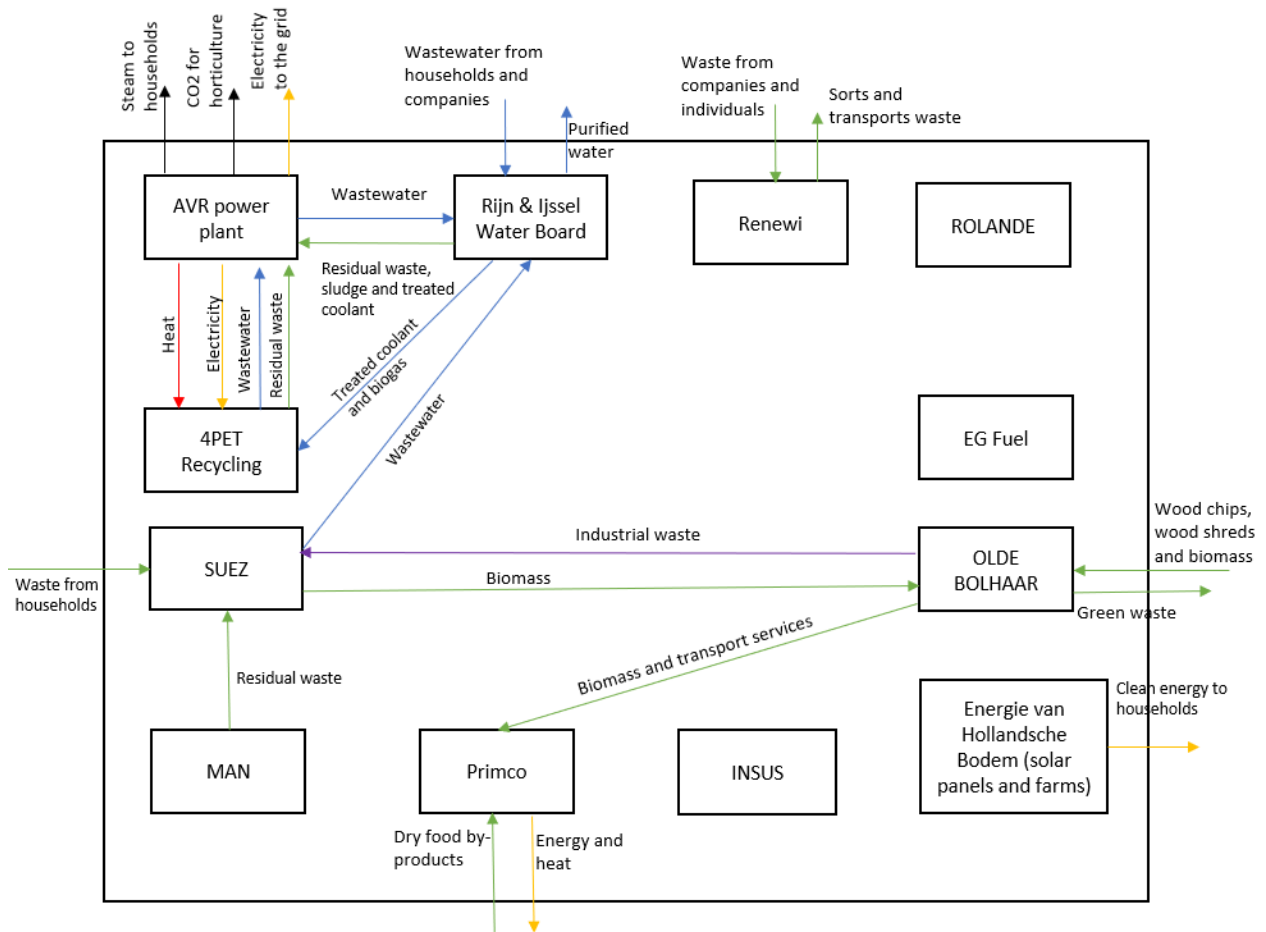 Steam to
households
CO2 for
horticulture
Electricity
to the grid
Wastewater from
households and
companies
Purified
water
Waste from
companies and
individuals
Sorts and
transports waste
AVR power
plant
Wastewater
Rijn & Ijssel
Water Board
Renewi
ROLANDE
Residual waste,
sludge and treated
coolant
Heat
Electricity
Wastewater
Residual waste
Treated coolant
and biogas
Wastewater
4PET
Recycling
EG Fuel
Waste from
households
SUEZ
Industrial waste
Biomass
OLDE
BOLHAAR
Wood chips,
wood shreds
and biomass
Green waste
Residual waste
Biomass and transport services
MAN
Primco
INSUS
Energie van
Hollandsche
Bodem (solar
panels and farms)
Clean energy to
households
Dry food by-
products
Energy and
heat